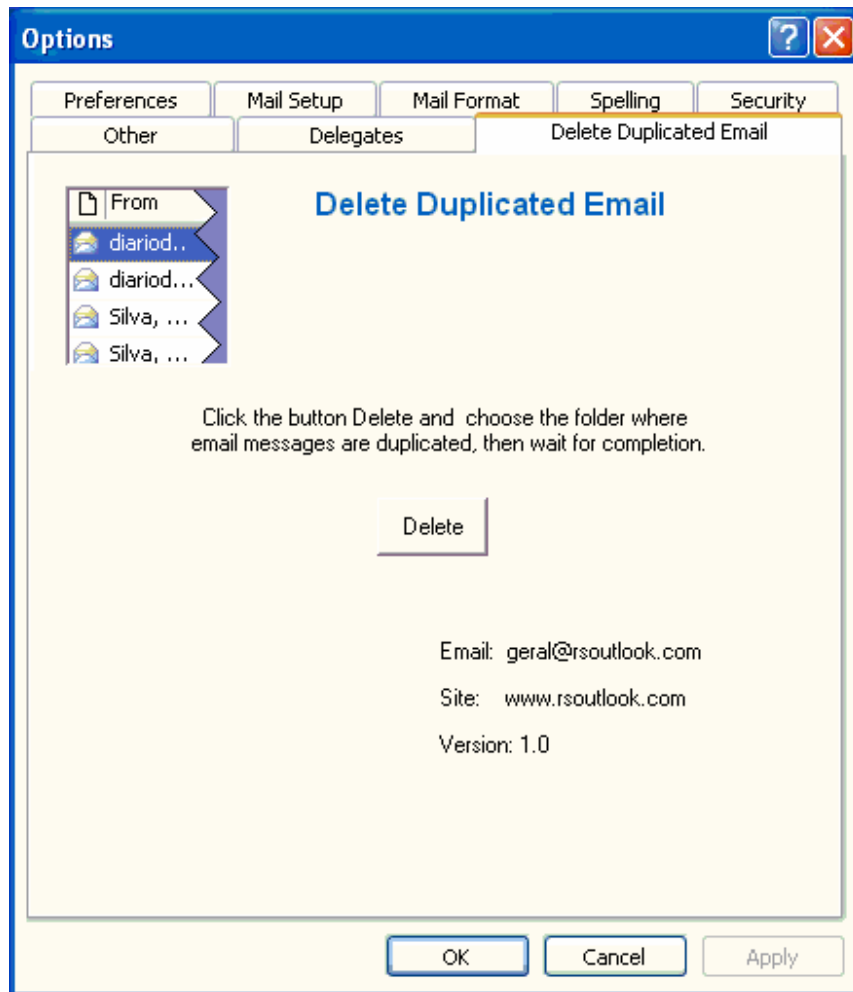 Options
Preferences Mail Setup Mail Format Spelling Security
Other Delegates Delete Duplicated Email
From
diariod..
diariod...
Silva, ...
Silva, ...
Delete Duplicated Email
Click the button Delete and choose the folder where
email messages are duplicated, then wait for completion.
Delete
Email: geral@rsoutlook.com
Site: www.rsoutlook.com
Version: 1.0
OK Cancel Apply